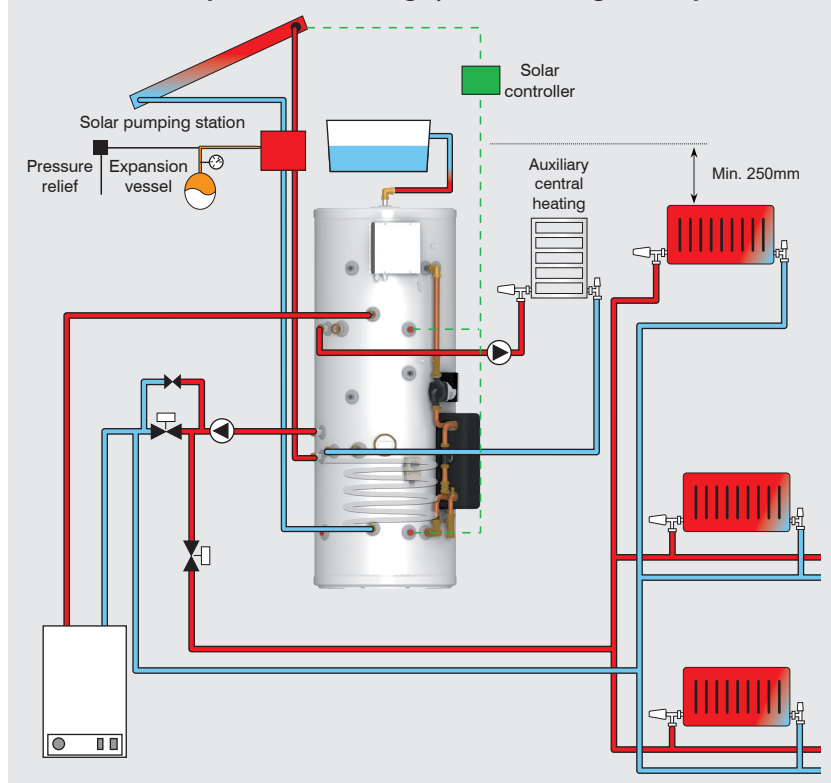 Solar
controller
Solar pumping station
Pressure
relief
Expansion
vessel
Auxiliary
central
heating
Min. 250mm